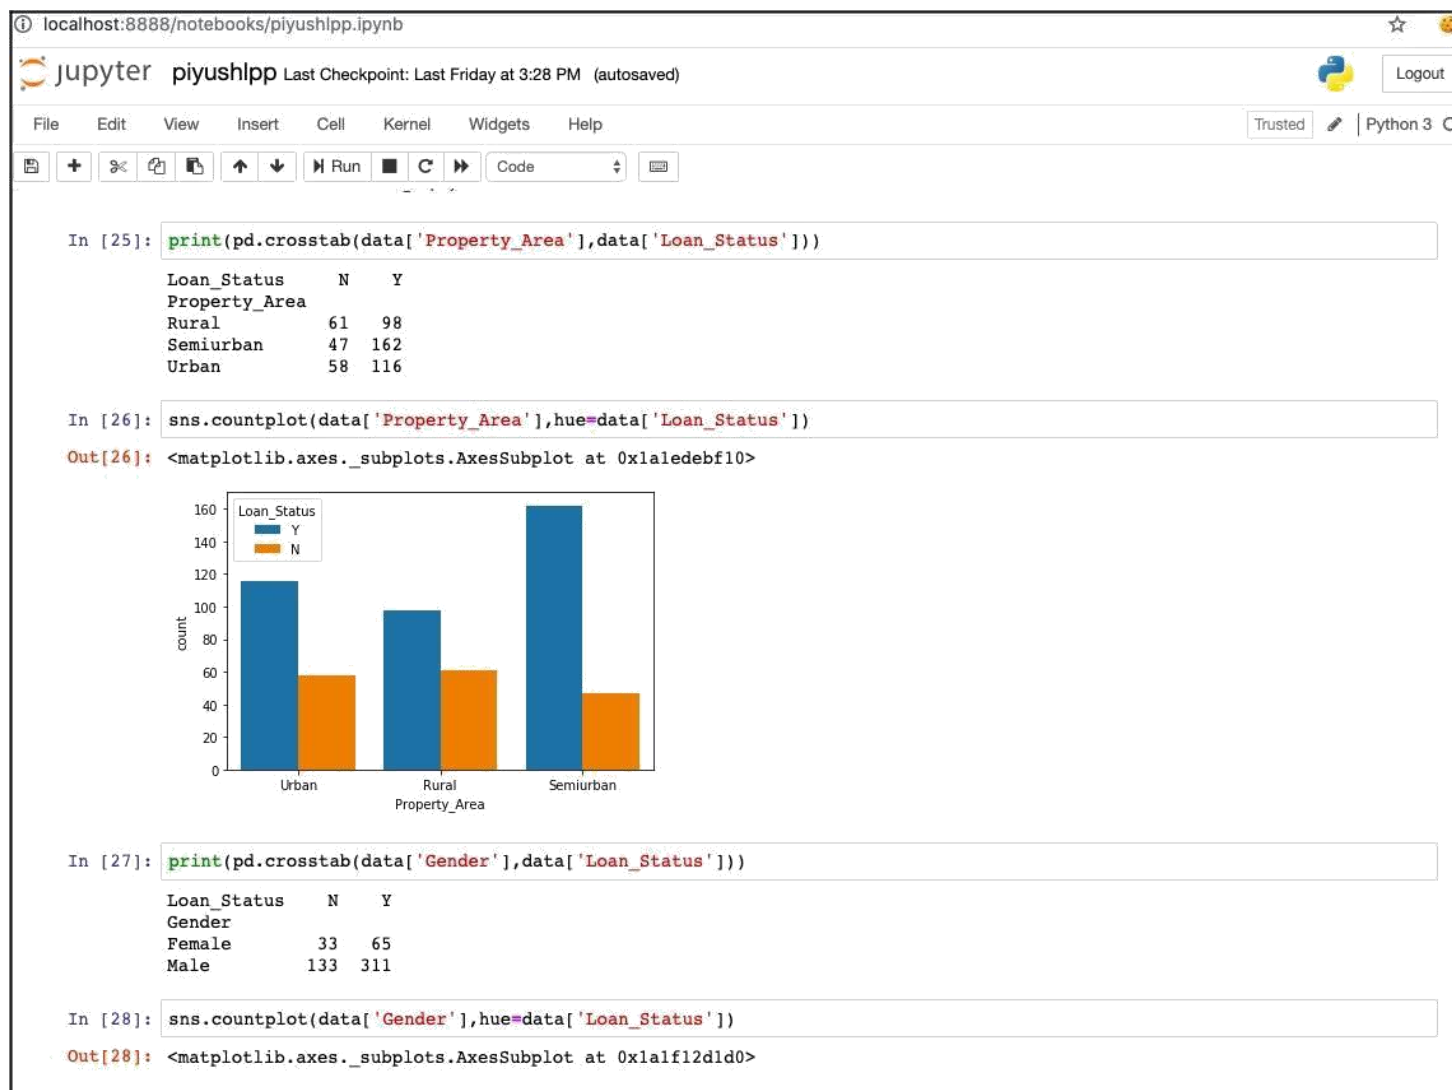 localhost:8888/notebooks/piyushlpp.ipynb
jupyter piyushlpp Last Checkpoint: Last Friday at 3:28 PM (autosaved)
Logout
File Edit View Insert Cell Kernel Widgets Help
Trusted
Python 3
Run
Code
In [25]: print(pd.crosstab(data['Property_Area'],data['Loan_Status']))
Loan_Status N Y
Property_Area
Rural 61 98
Semiurban 47 162
Urban 58 116
In [26]: sns.countplot(data['Property_Area'],hue=data['Loan_Status'])
Out[26]: <matplotlib.axes._subplots.AxesSubplot at 0x1a1edebf10>
Loan_Status
Y
N
160
140
120
100
80
60
40
20
0
count
Urban Rural Semiurban
Property_Area
In [27]: print(pd.crosstab(data['Gender'],data['Loan_Status']))
Loan_Status N Y
Gender
Female 33 65
Male 133 311
In [28]: sns.countplot(data['Gender'],hue=data['Loan_Status'])
Out[28]: <matplotlib.axes._subplots.AxesSubplot at 0x1a1f12d1d0>